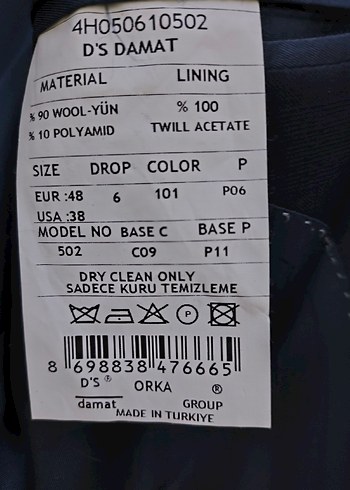 4H050610502
D'S DAMAT
MATERIAL LINING
% 90 WOOL-YÜN % 100
% 10 POLYAMID TWILL ACETATE
SIZE DROP COLOR P
EUR :48 6 101 P06
USA :38
MODEL NO BASE C BASE P
502 C09 P11
DRY CLEAN ONLY
SADECE KURU TEMIZLEME
P
8 698838 476665
D'S ® ORKA ®
damat GROUP
MADE IN TURKIYE